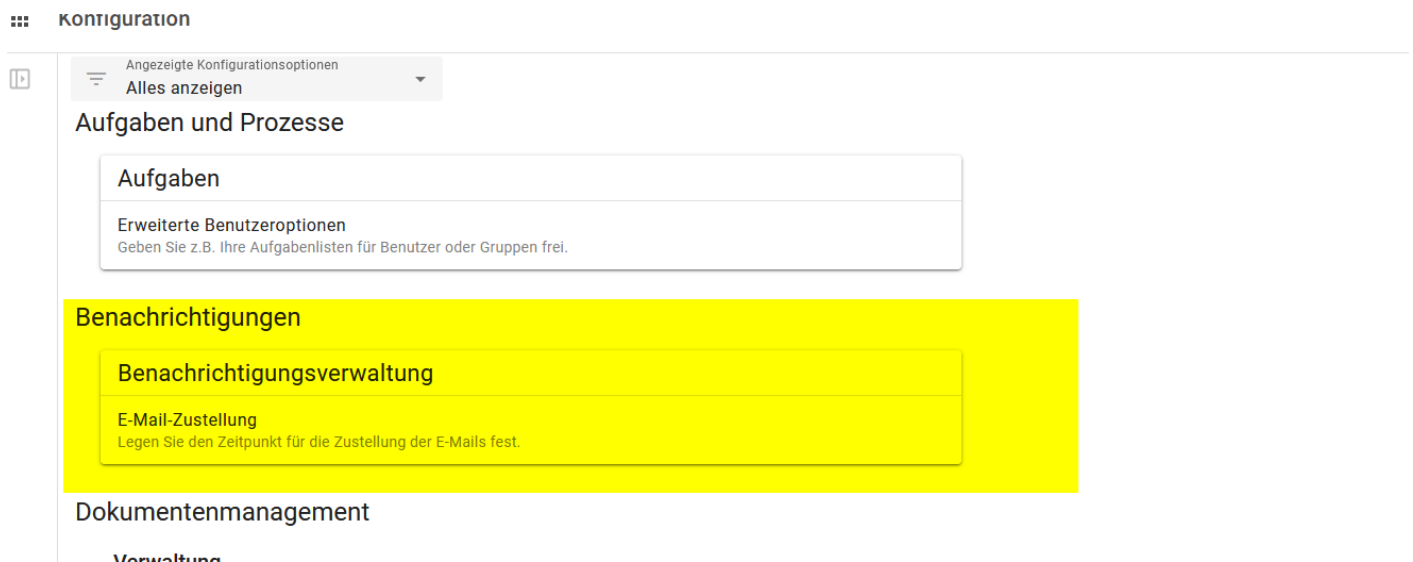 Konfiguration
Angezeigte Konfigurationsoptionen
Alles anzeigen
Aufgaben und Prozesse
Aufgaben
Erweiterte Benutzeroptionen
Geben Sie z.B. Ihre Aufgabenlisten für Benutzer oder Gruppen frei.
Benachrichtigungen
Benachrichtigungsverwaltung
E-Mail-Zustellung
Legen Sie den Zeitpunkt für die Zustellung der E-Mails fest.
Dokumentenmanagement
Verwaltung